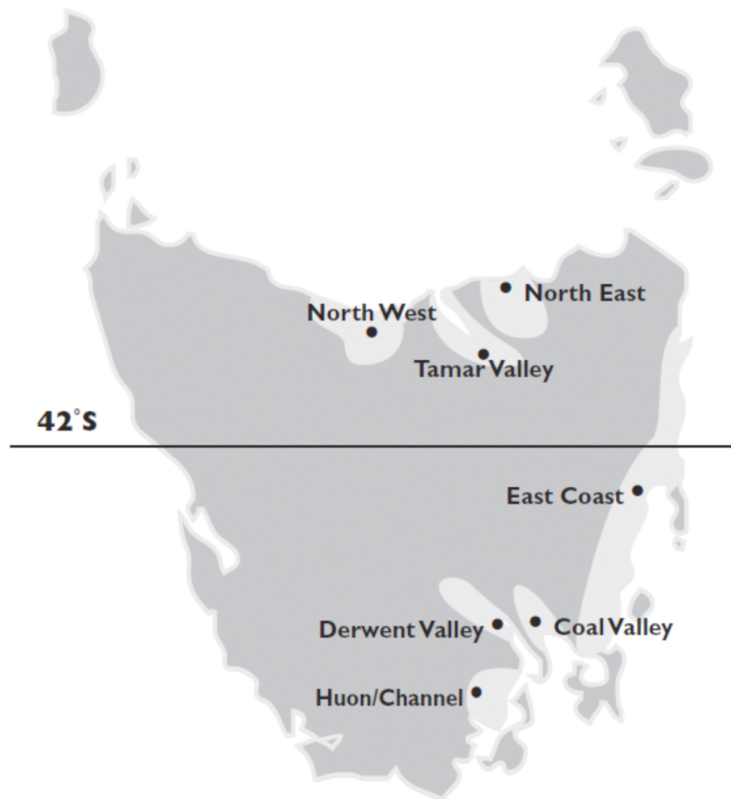 North East
North West
Tamar Valley
42°S
East Coast
Derwent Valley
Coal Valley
Huon/Channel